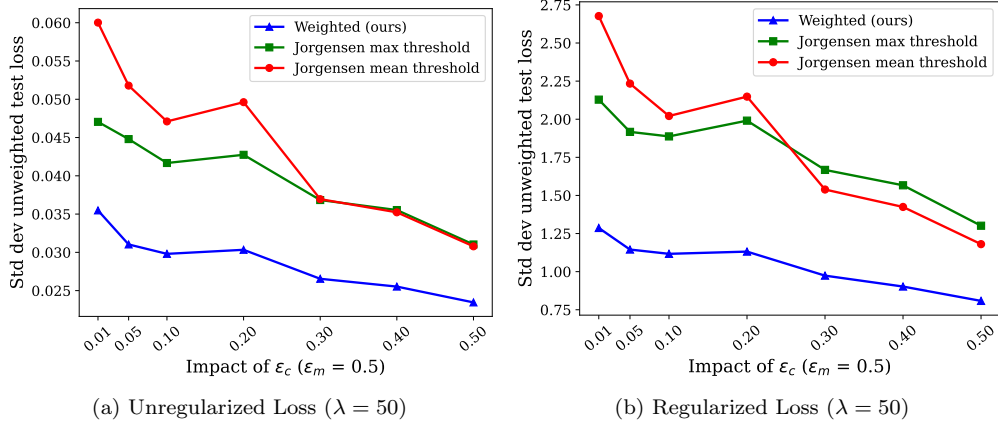 Std dev unweighted test loss
0.060
0.055
0.050
0.045
0.040
0.035
0.030
0.025
Weighted (ours)
Jorgensen max threshold
Jorgensen mean threshold
0.01
0.05
0.10
0.20
0.30
0.40
0.50
Impact of εc (εm = 0.5)
(a) Unregularized Loss (λ = 50)
Std dev unweighted test loss
2.75
2.50
2.25
2.00
1.75
1.50
1.25
1.00
0.75
Weighted (ours)
Jorgensen max threshold
Jorgensen mean threshold
0.01
0.05
0.10
0.20
0.30
0.40
0.50
Impact of εc (εm = 0.5)
(b) Regularized Loss (λ = 50)